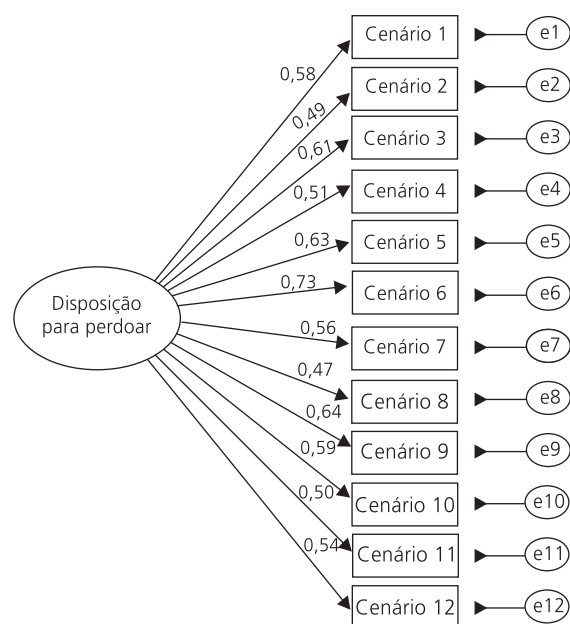 Cenário 1
e1
0,58
Cenário 2
e2
0,49
Cenário 3
e3
0,61
Cenário 4
e4
0,51
Cenário 5
e5
0,63
Cenário 6
e6
0,73
Disposição
para perdoar
Cenário 7
e7
0,56
Cenário 8
e8
0,47
Cenário 9
e9
0,64
Cenário 10
e10
0,59
Cenário 11
e11
0,50
Cenário 12
e12
0,54